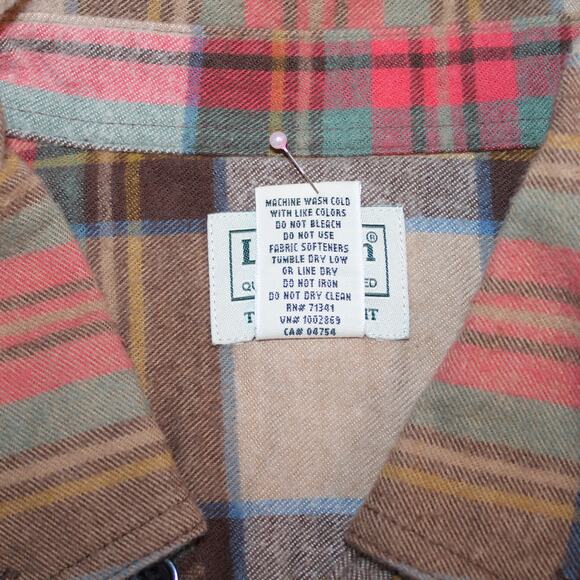 MACHINE WASH COLD
WITH LIKE COLORS
DO NOT BLEACH
DO NOT USE
FABRIC SOFTENERS
TUMBLE DRY LOW
OR LINE DRY
DO NOT IRON
DO NOT DRY CLEAN
RN# 71341
VN# 1002869
CA# 04754
®